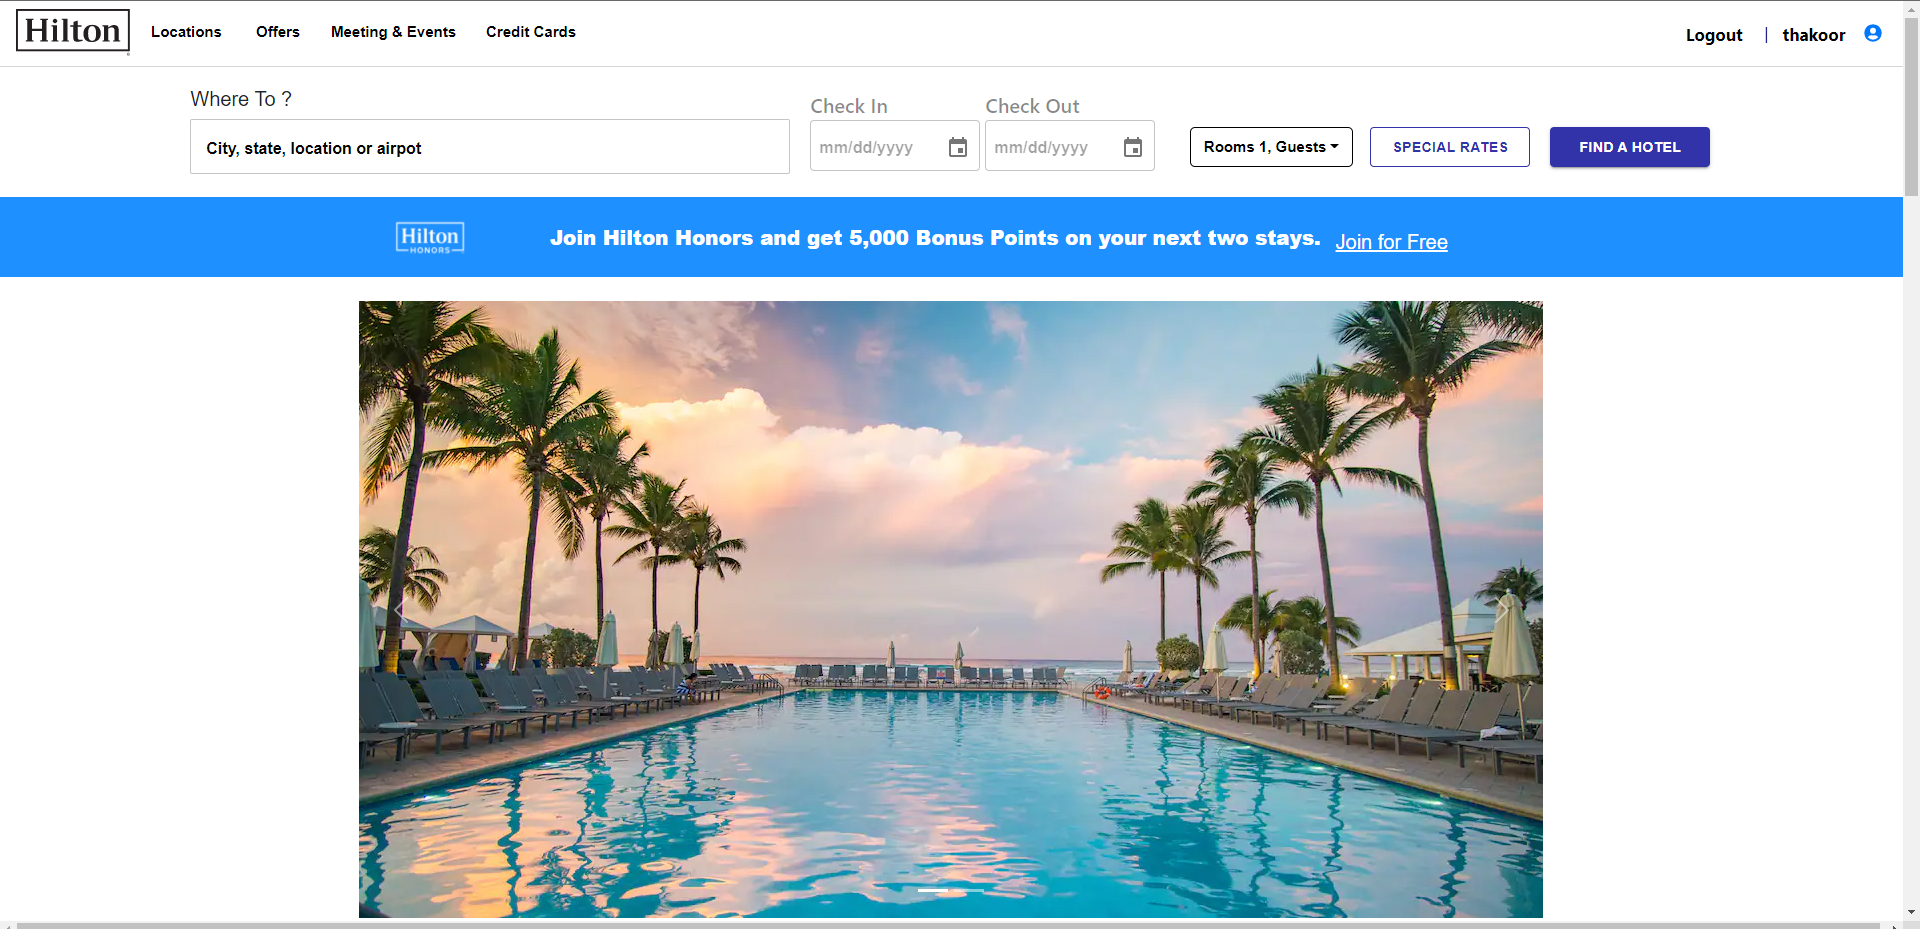 Hilton
Locations
Offers
Meeting & Events
Credit Cards
Logout | thakoor
Where To ?
City, state, location or airpot
Check In
mm/dd/yyyy
Check Out
mm/dd/yyyy
Rooms 1, Guests
SPECIAL RATES
FIND A HOTEL
Hilton
HONORS
Join Hilton Honors and get 5,000 Bonus Points on your next two stays.
Join for Free